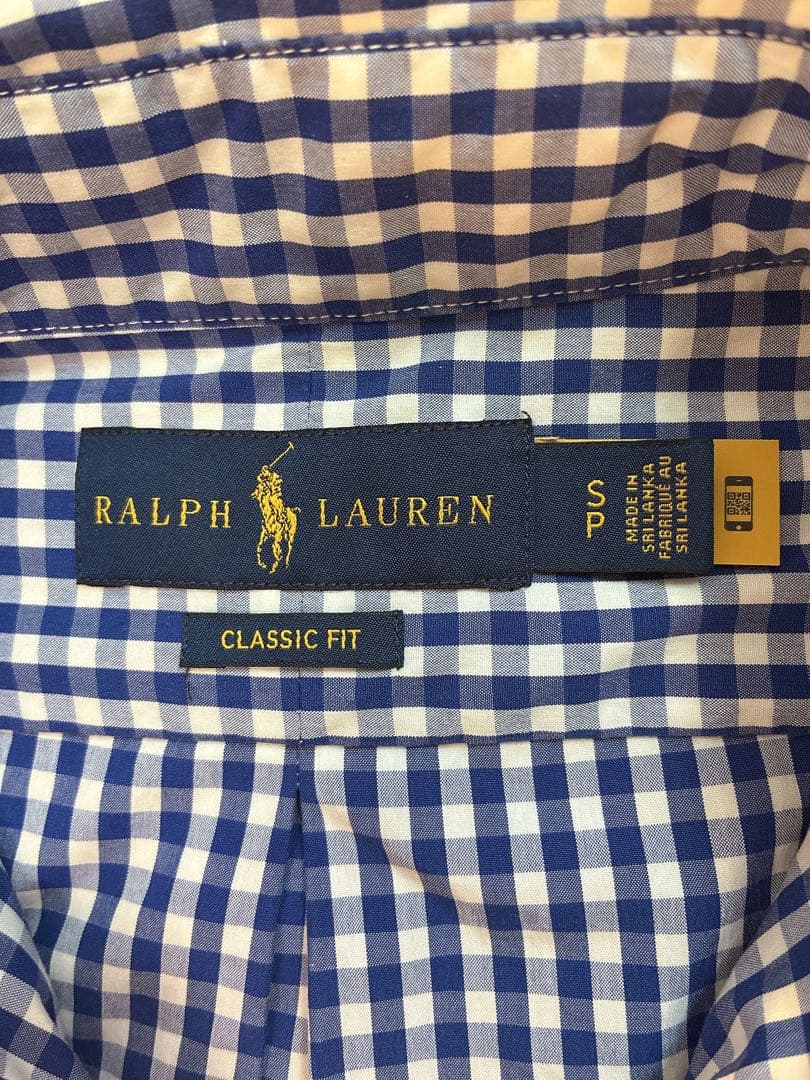 RALPH LAUREN
S
P
MADE IN
SRI LANKA
FABRIQUÉ AU
SRI LANKA
CLASSIC FIT